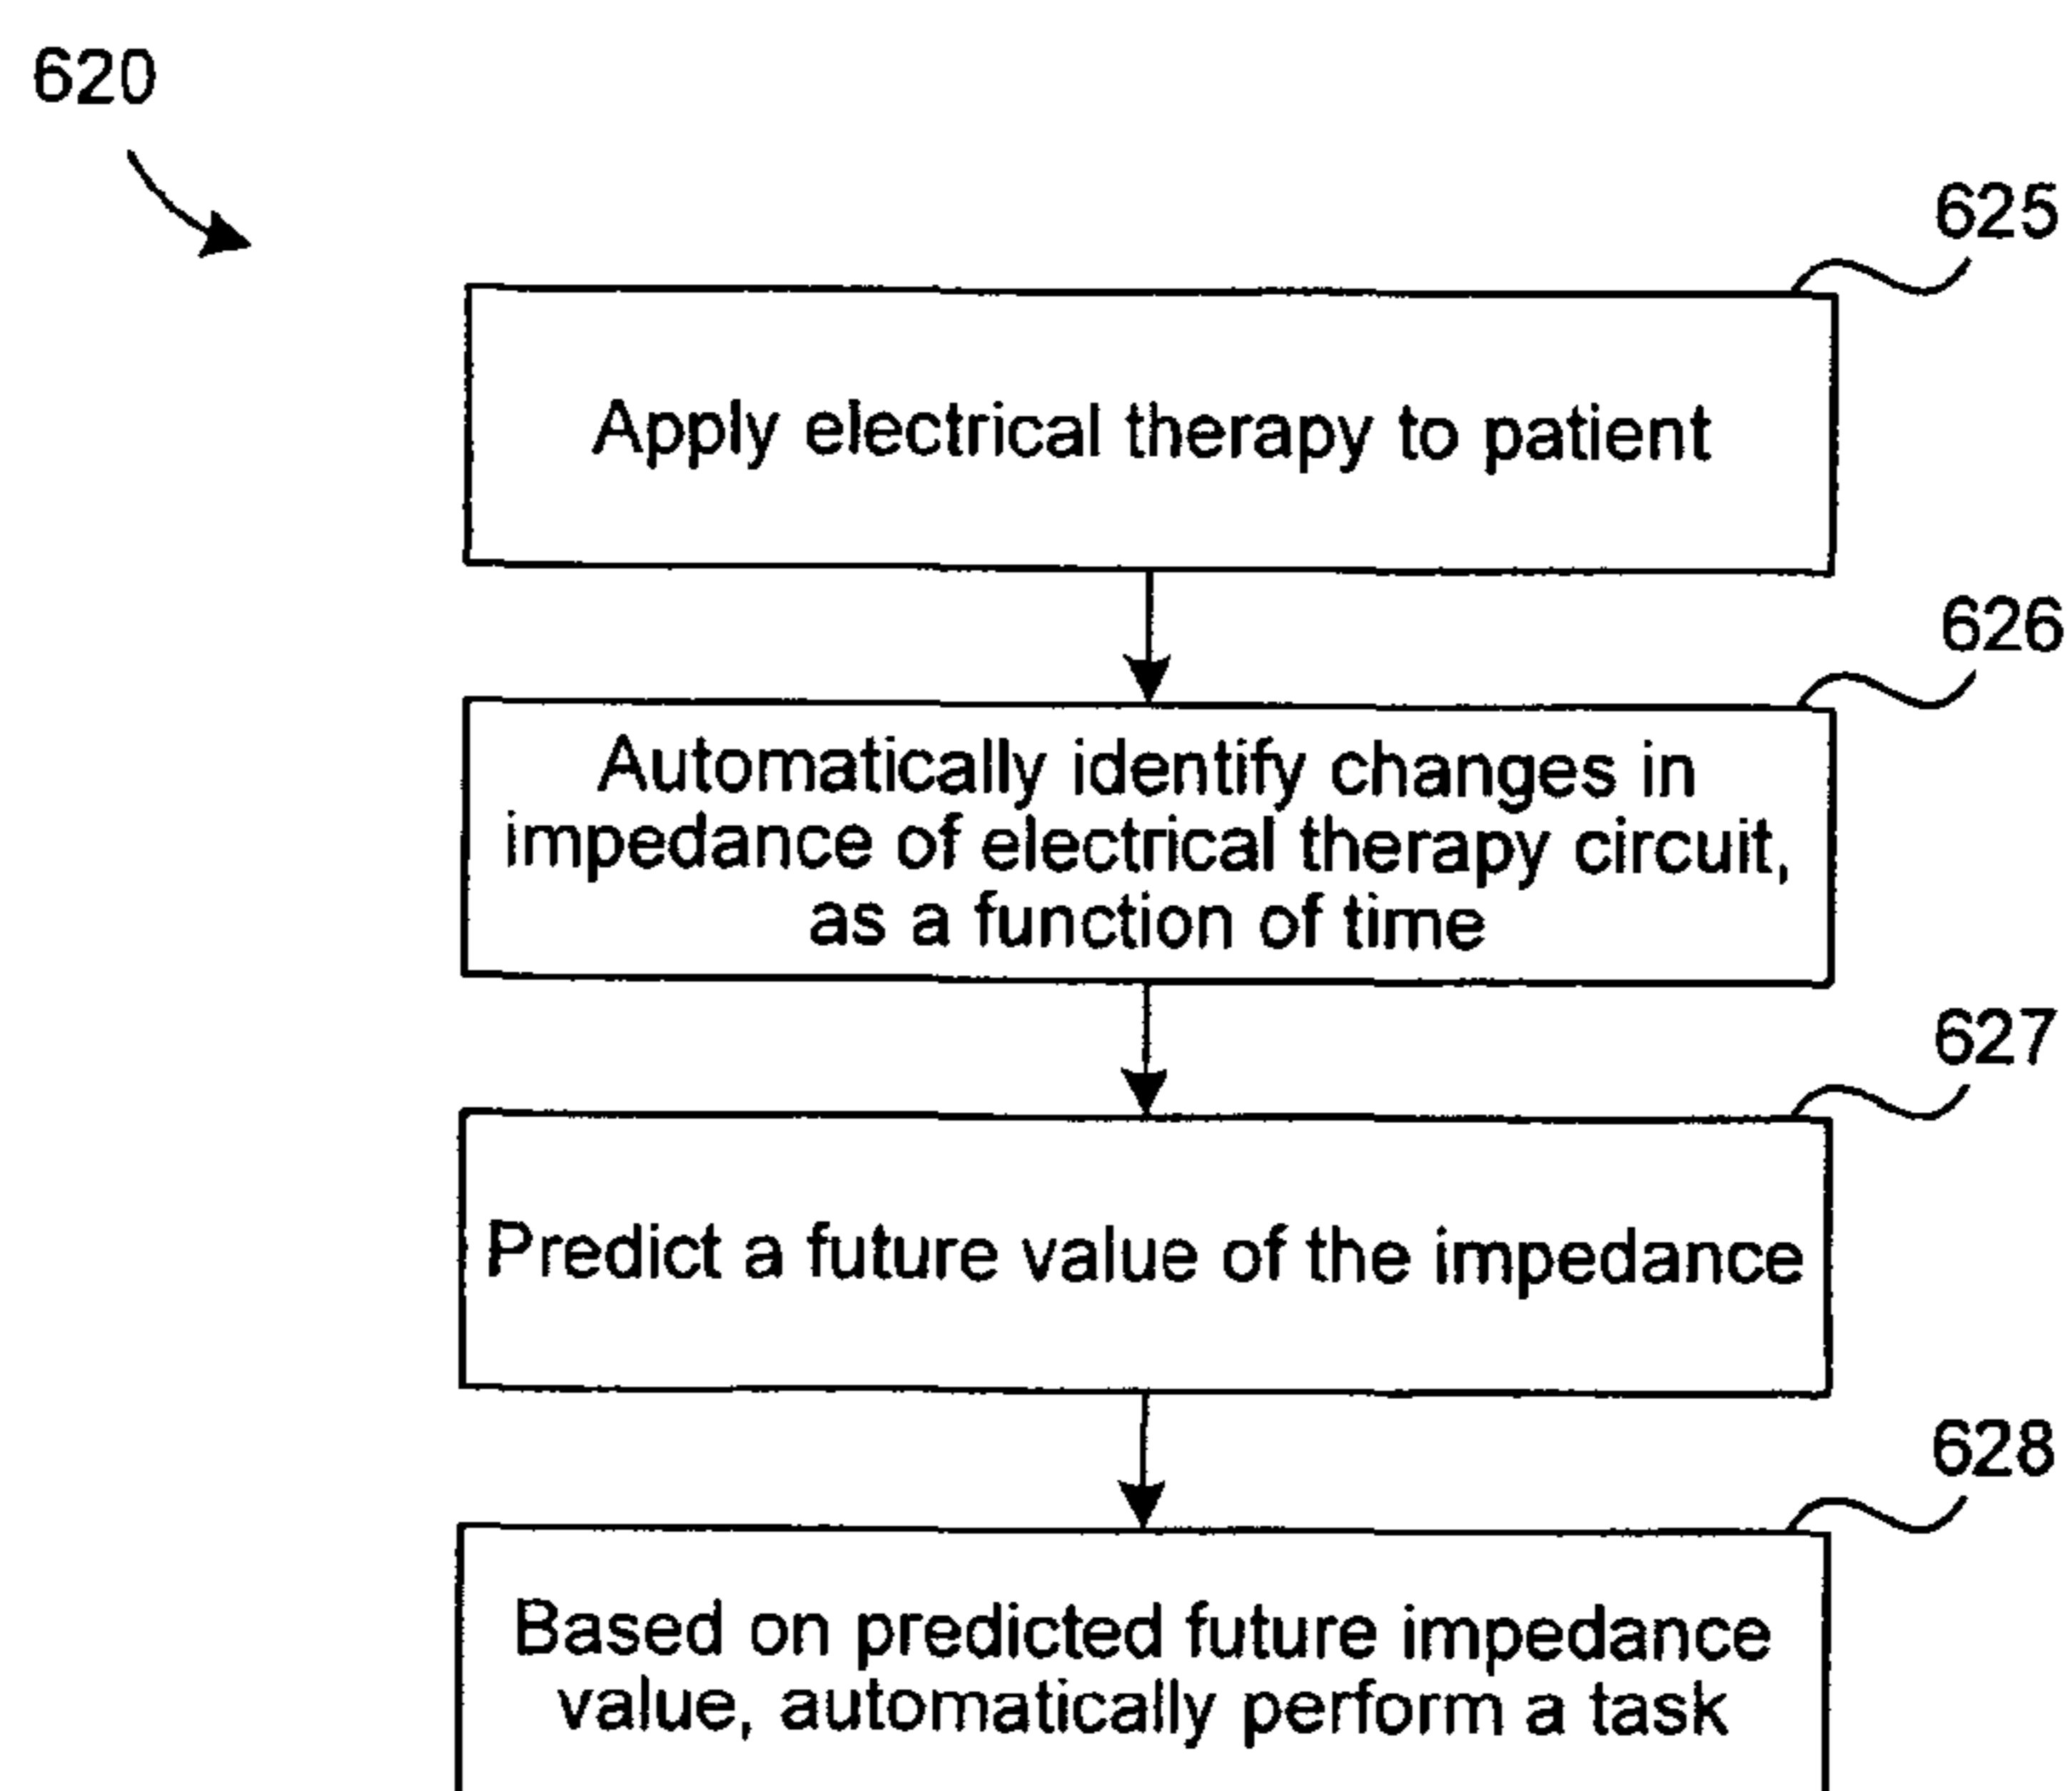 620
625
Apply electrical therapy to patient
626
Automatically identify changes in
impedance of electrical therapy circuit,
as a function of time
627
Predict a future value of the impedance
628
Based on predicted future impedance
value, automatically perform a task